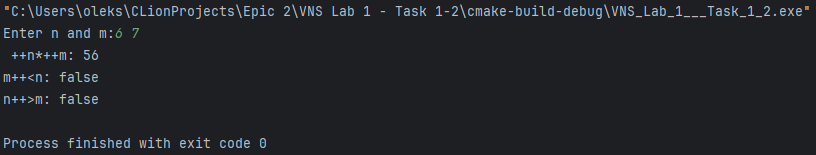 "C:\Users\oleks\CLionProjects\Epic 2\VNS Lab 1 - Task 1-2\cmake-build-debug\VNS_Lab_1___Task_1_2.exe"
Enter n and m:6 7
 ++n*++m: 56
m++<n: false
n++>m: false
Process finished with exit code 0